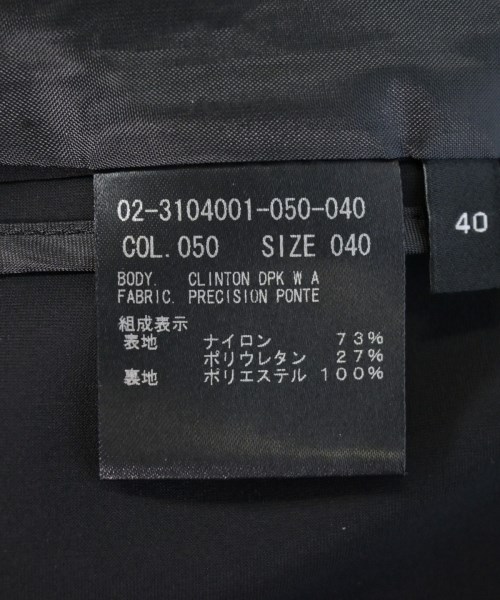 02-3104001-050-040
COL. 050 SIZE 040
BODY. CLINTON DPK W A
FABRIC. PRECISION PONTE
組成表示
表地 ナイロン 73%
ポリウレタン 27%
裏地 ポリエステル 100%
40